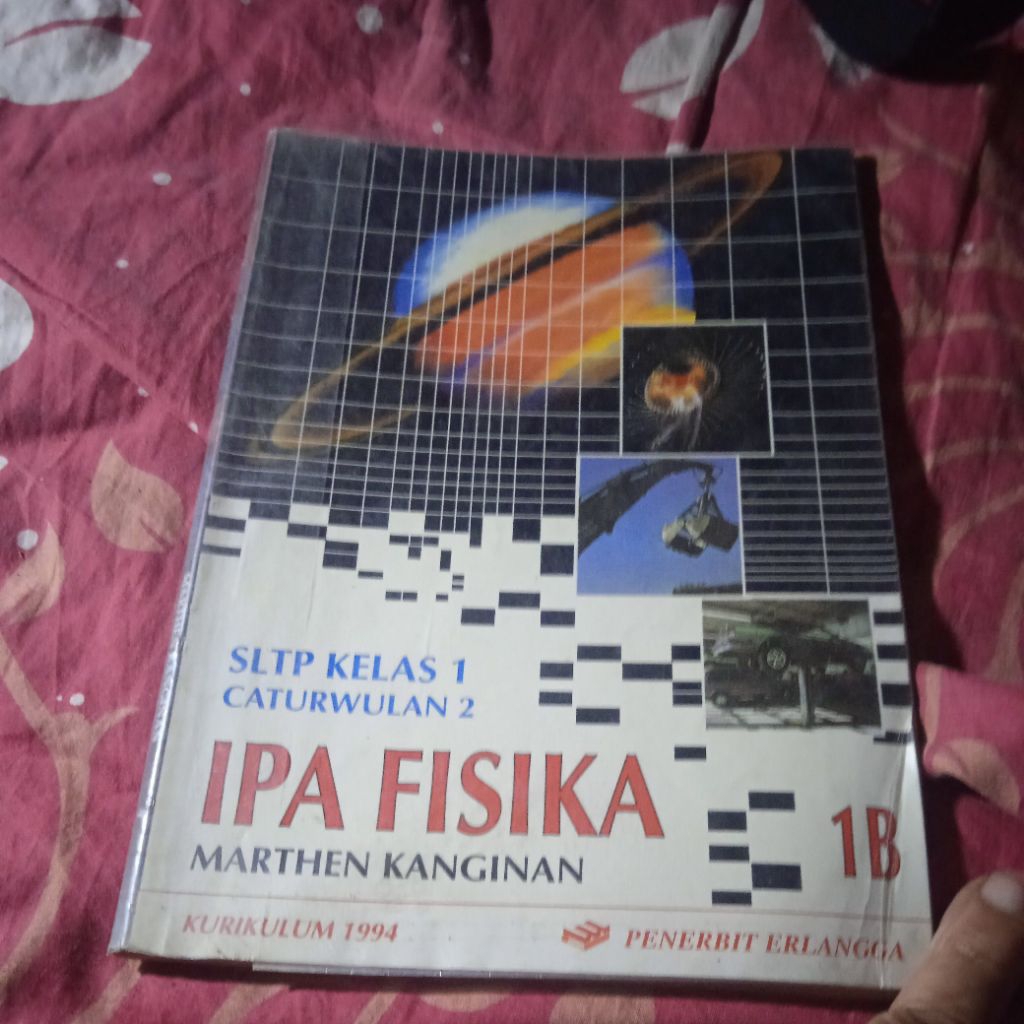 SLTP KELAS 1
CATURWULAN 2
IPA FISIKA 1B
MARTHEN KANGINAN
KURIKULUM 1994 PENERBIT ERLANGGA